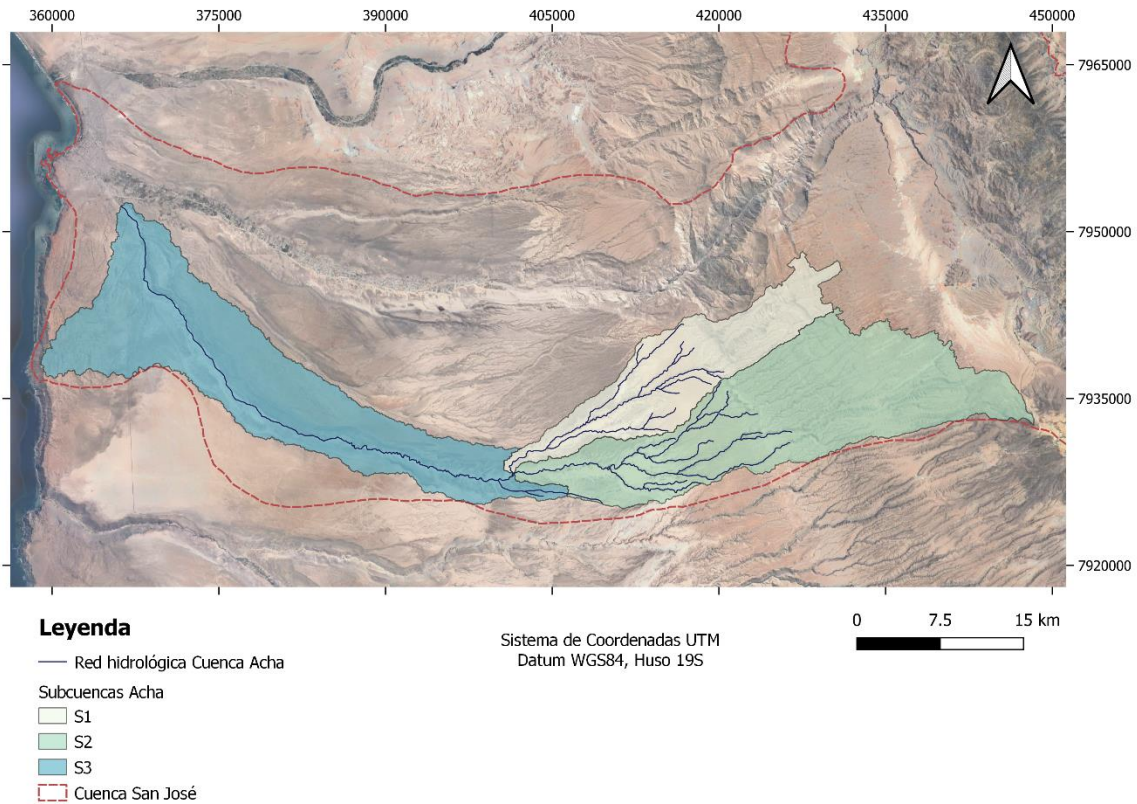 360000
375000
390000
405000
420000
435000
450000
7965000
7950000
7935000
7920000
Leyenda
Red hidrológica Cuenca Acha
Subcuencas Acha
S1
S2
S3
Cuenca San José
Sistema de Coordenadas UTM
Datum WGS84, Huso 19S
0 7.5 15 km